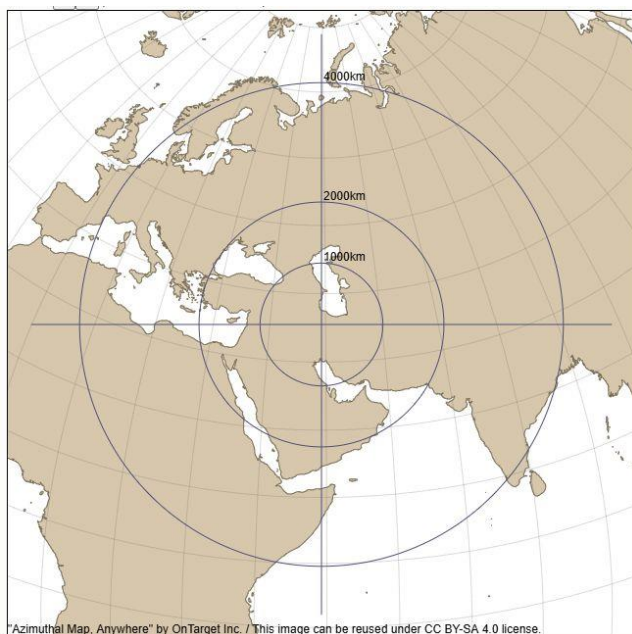 4000km
2000km
1000km
"Azimuthal Map, Anywhere" by OnTarget Inc. / This image can be reused under CC BY-SA 4.0 license.